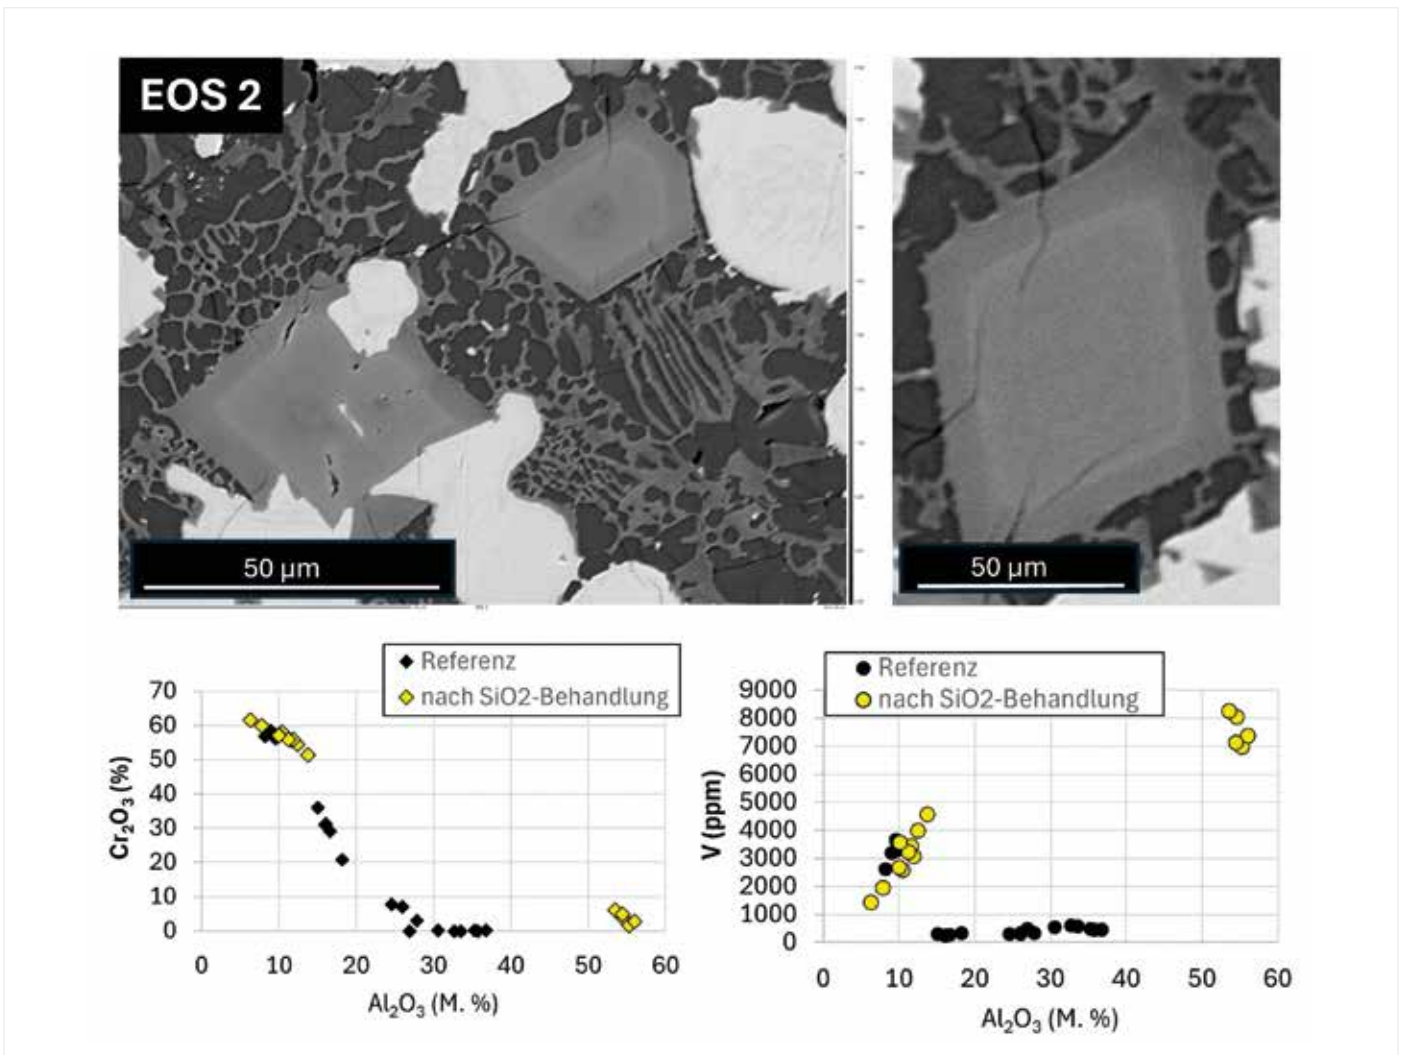 EOS 2
50 µm
50 µm
Referenz
nach SiO2-Behandlung
70
60
50
40
30
20
10
0
0 10 20 30 40 50 60
Cr₂O₃ (%)
Al₂O₃ (M. %)
Referenz
nach SiO2-Behandlung
9000
8000
7000
6000
5000
4000
3000
2000
1000
0
0 10 20 30 40 50 60
V (ppm)
Al₂O₃ (M. %)